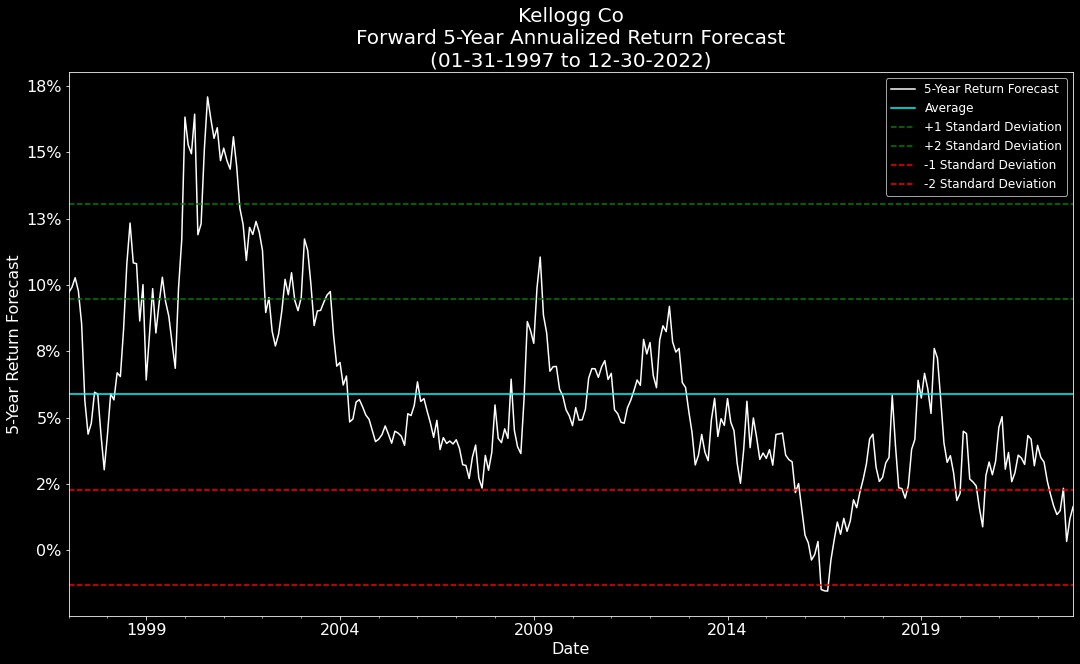 Kellogg Co
Forward 5-Year Annualized Return Forecast
(01-31-1997 to 12-30-2022)
5-Year Return Forecast
Average
+1 Standard Deviation
+2 Standard Deviation
-1 Standard Deviation
-2 Standard Deviation
18%
15%
13%
10%
8%
5%
2%
0%
5-Year Return Forecast
1999 2004 2009 2014 2019
Date